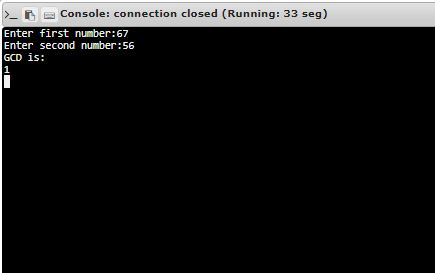 Console: connection closed (Running: 33 seg)
Enter first number:67
Enter second number:56
GCD is:
1